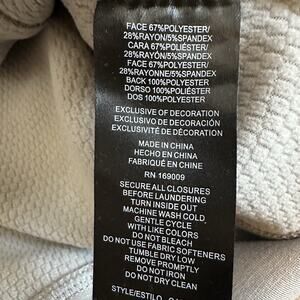 FACE 67%POLYESTER/
28%RAYON/5%SPANDEX
CARA 67%POLIÉSTER/
28%RAYÓN/5%SPANDEX
FACE 67%POLYESTER/
28%RAYONNE/5%SPANDEX
BACK 100%POLYESTER
DORSO 100%POLIÉSTER
DOS 100%POLYESTER
EXCLUSIVE OF DECORATION
EXCLUSIVO DE DECORACIÓN
EXCLUSIVITÉ DE DÉCORATION
MADE IN CHINA
HECHO EN CHINA
FABRIQUÉ EN CHINE
RN 169009
SECURE ALL CLOSURES
BEFORE LAUNDERING
TURN INSIDE OUT
MACHINE WASH COLD,
GENTLE CYCLE
WITH LIKE COLORS
DO NOT BLEACH
DO NOT USE FABRIC SOFTENERS
TUMBLE DRY LOW
REMOVE PROMPTLY
DO NOT IRON
DO NOT DRY CLEAN
STYLE/ESTILO